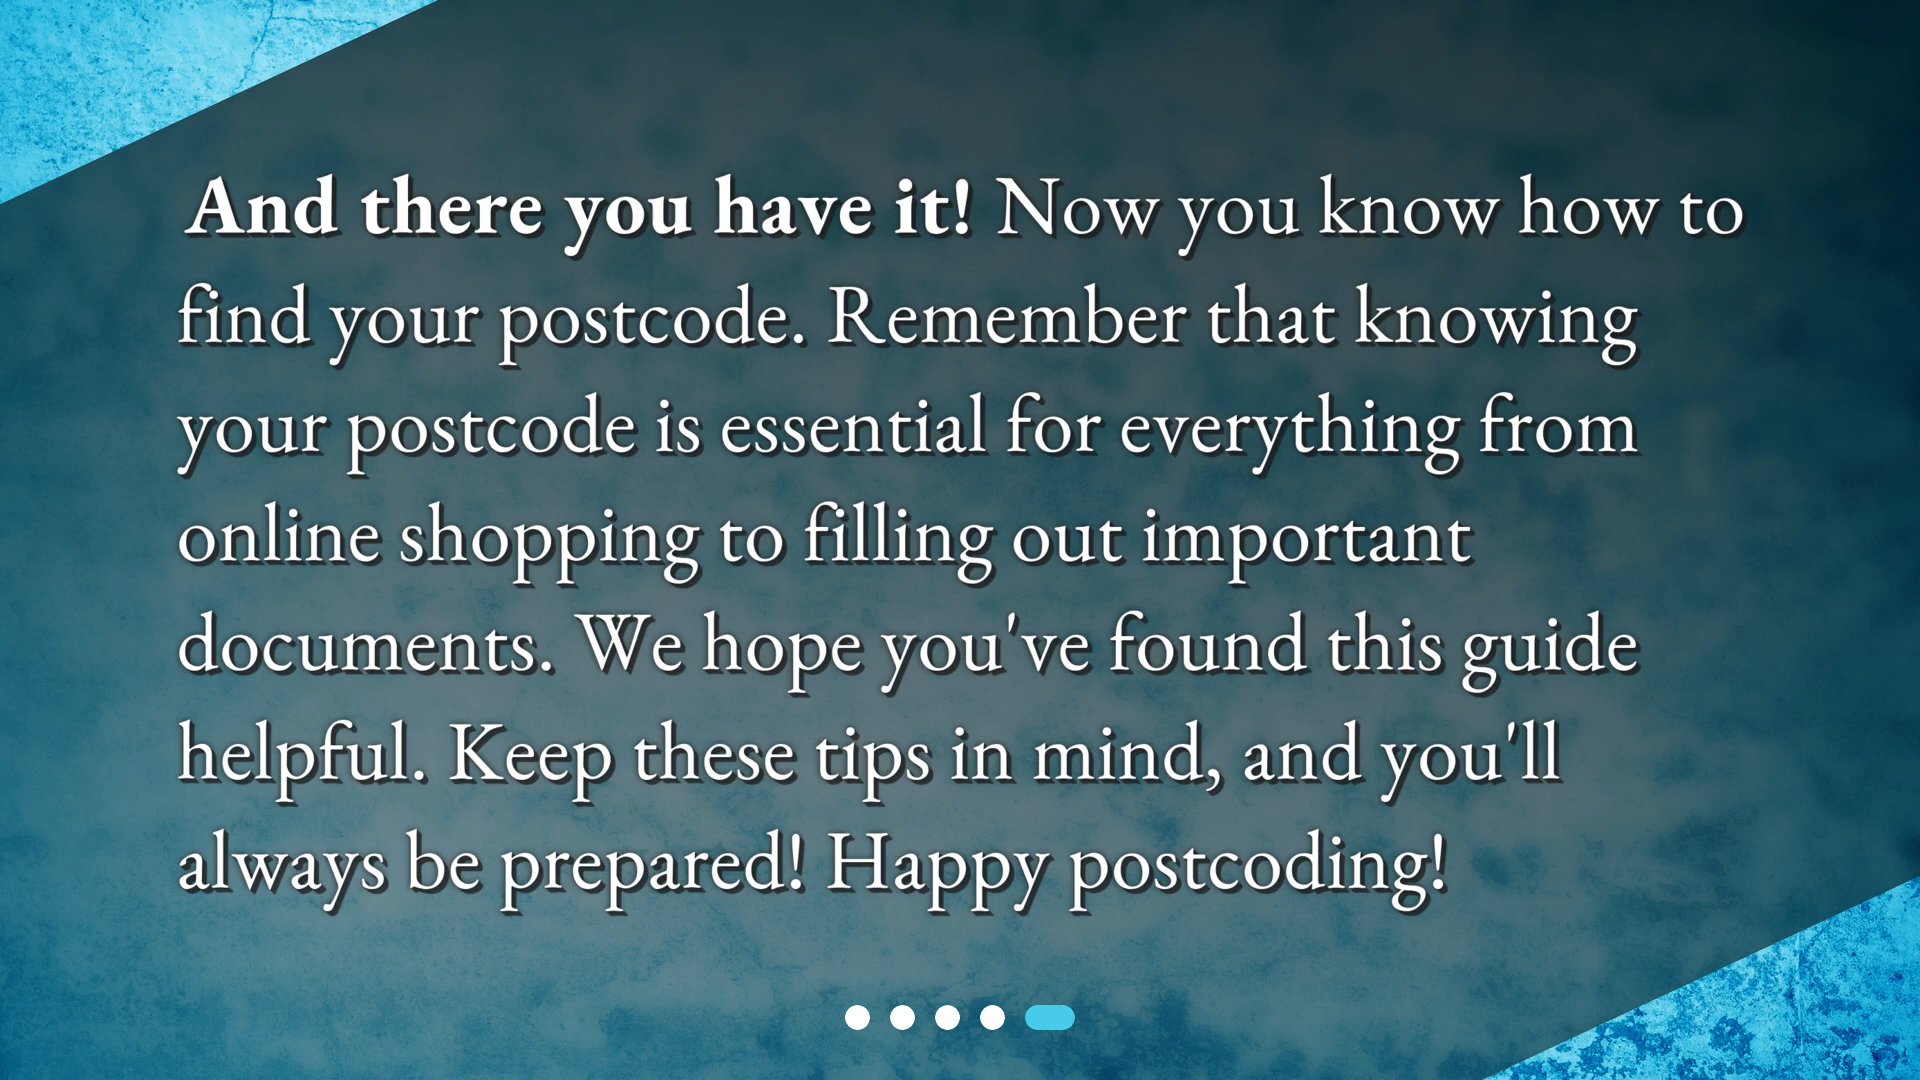 And there you have it! Now you know how to
find your postcode. Remember that knowing
your postcode is essential for everything from
online shopping to filling out important
documents. We hope you've found this guide
helpful. Keep these tips in mind, and you'll
always be prepared! Happy postcoding!